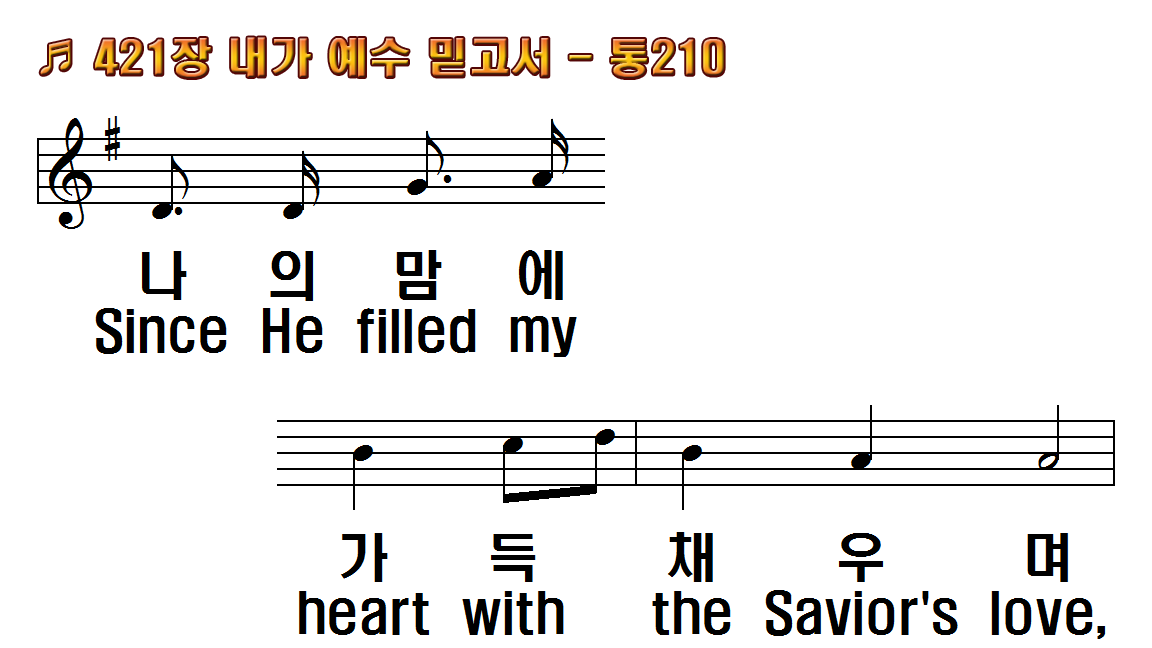 ♬ 421장 내가 예수 믿고서 - 통210
나 의 맘 에
Since He filled my
가 득 채 우 며
heart with the Savior's love,